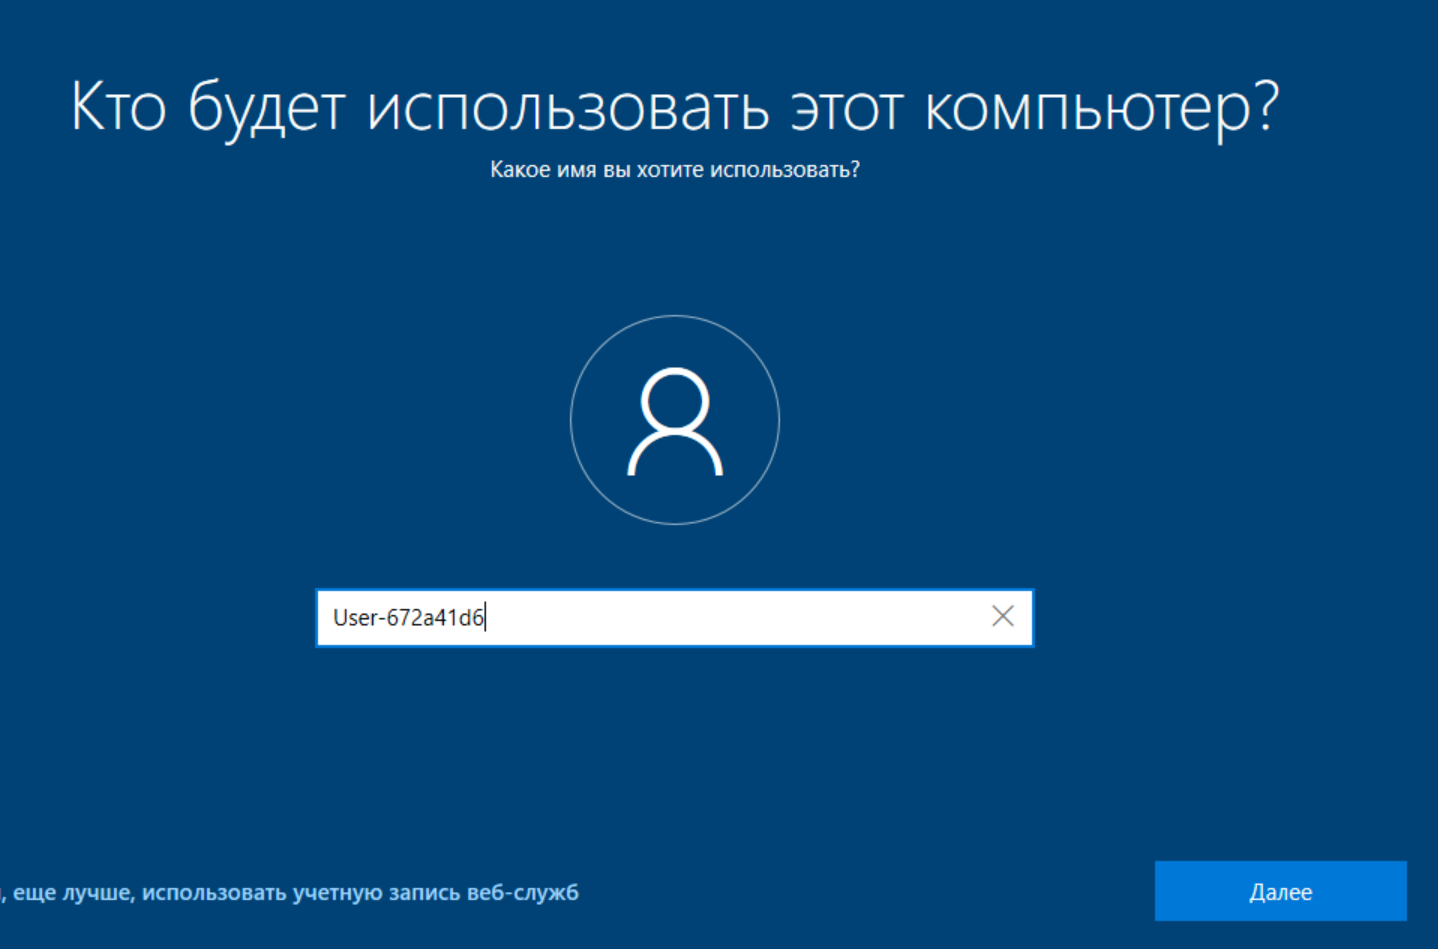 Кто будет использовать этот компьютер?
Какое имя вы хотите использовать?
User-672a41d6
, еще лучше, использовать учетную запись веб-служб
Далее